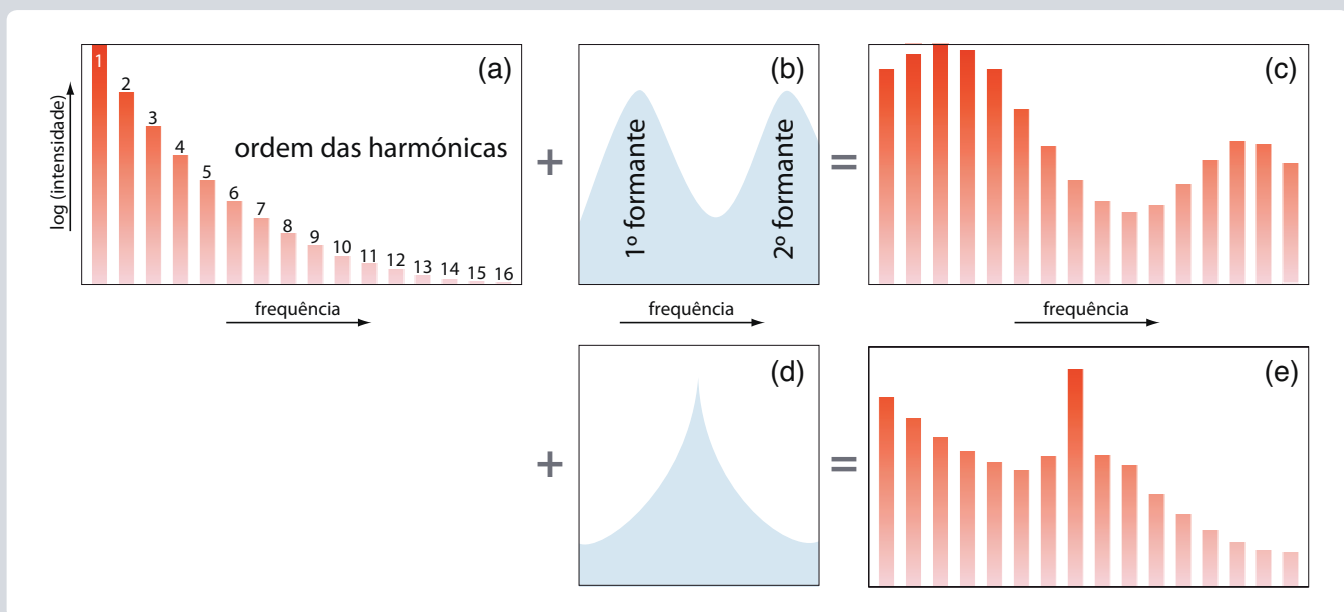 (a)
log (intensidade)
1
2
3
4
5
6
7
8
9
10
11
12
13
14
15
16
ordem das harmónicas
frequência
+
(b)
1º formante
2º formante
frequência
=
(c)
frequência
+
(d)
=
(e)